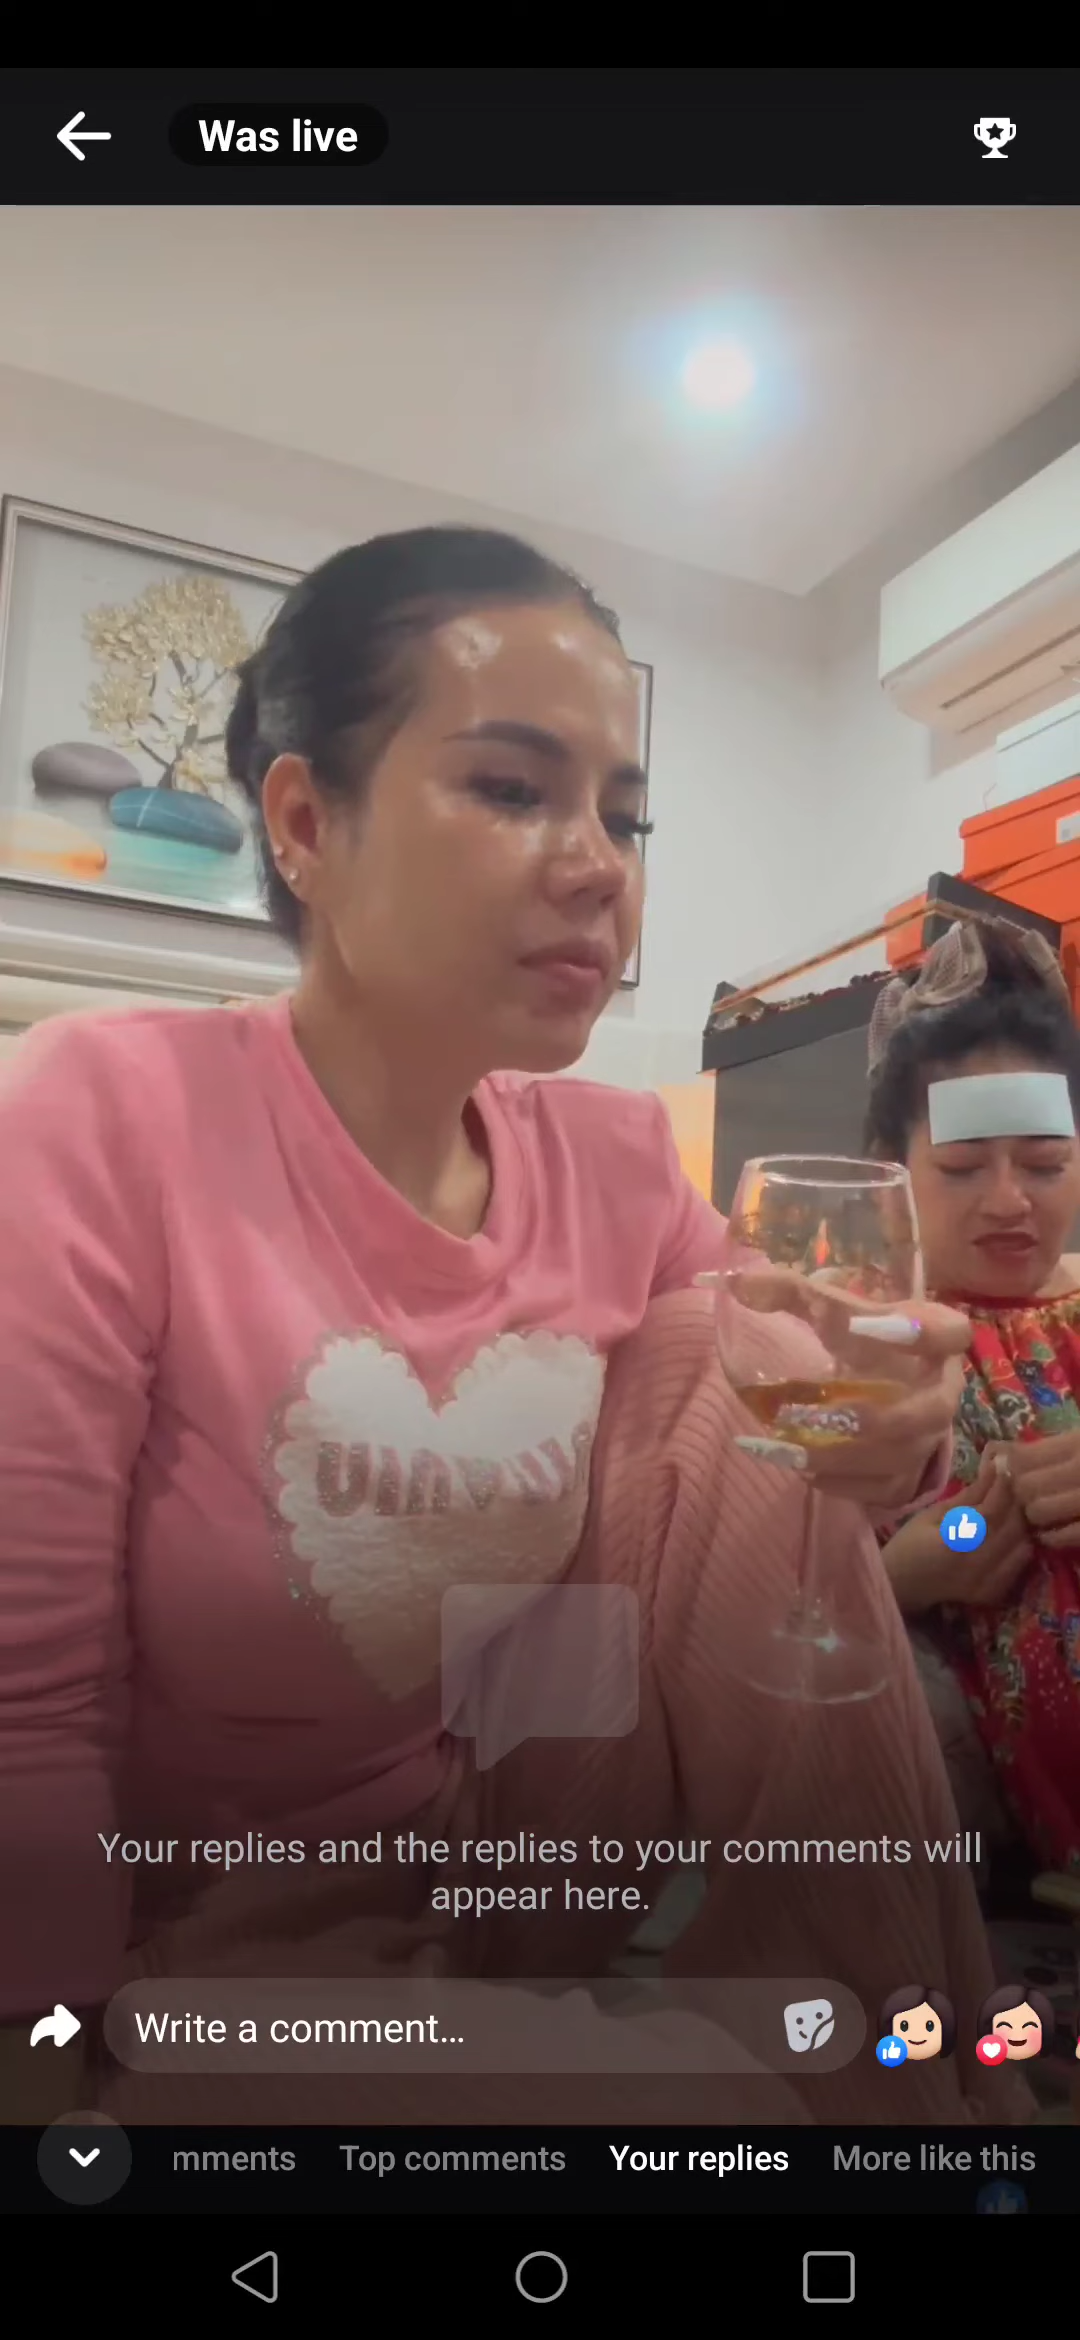 Was live
Your replies and the replies to your comments will
appear here.
Write a comment...
mments
Top comments
Your replies
More like this